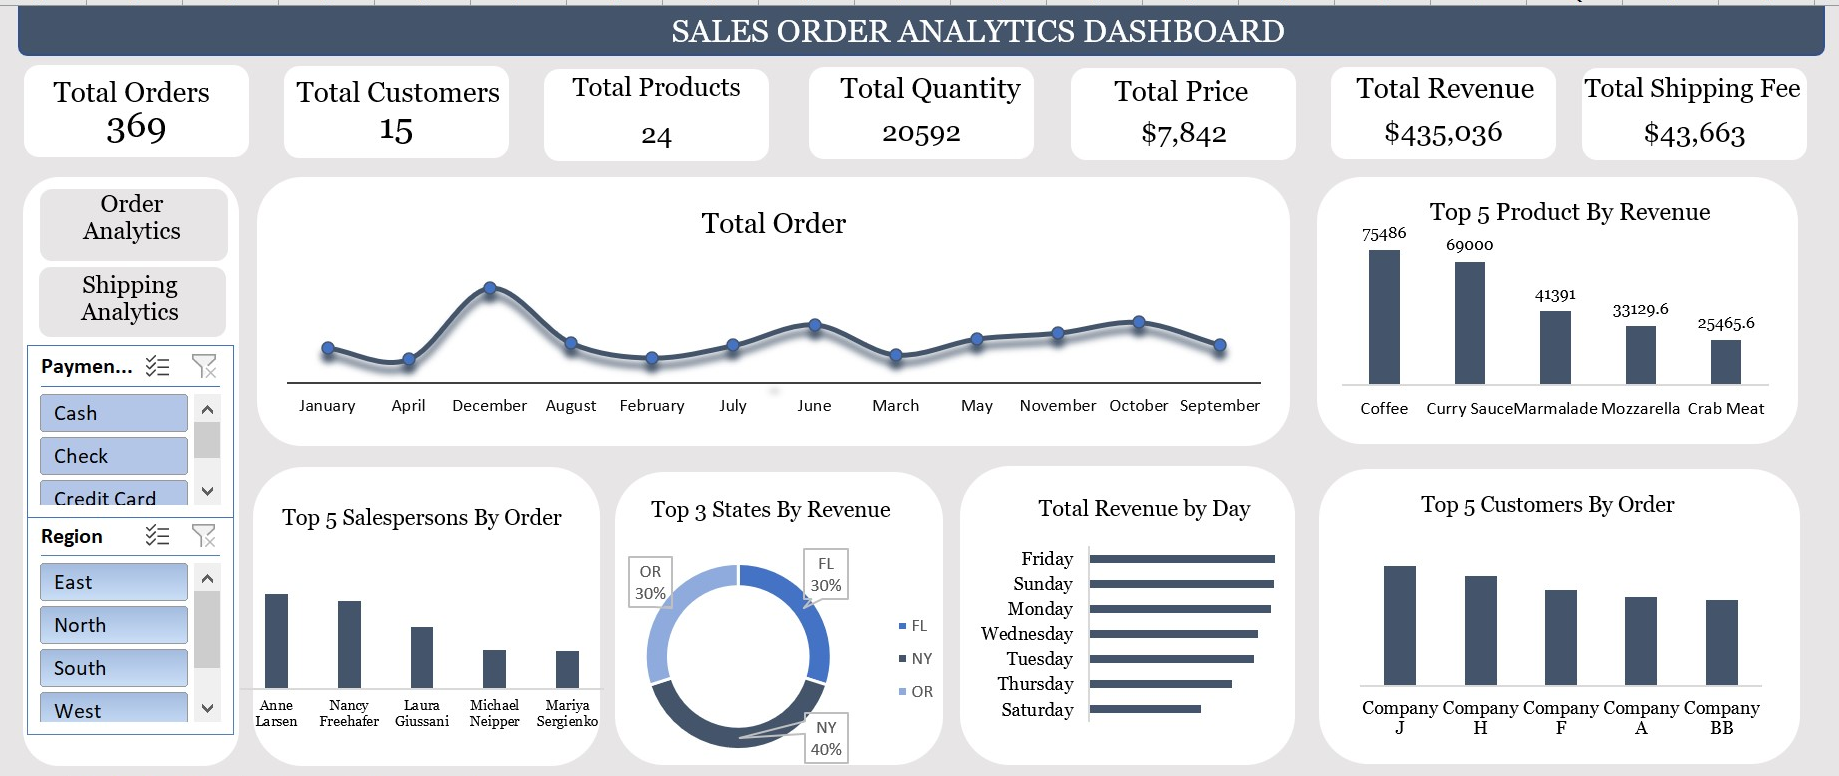 SALES ORDER ANALYTICS DASHBOARD
Total Orders
369
Total Customers
15
Total Products
24
Total Quantity
20592
Total Price
$7,842
Total Revenue
$435,036
Total Shipping Fee
$43,663
Order
Analytics
Shipping
Analytics
Paymen...
Cash
Check
Credit Card
Region
East
North
South
West
Total Order
January April December August February July June March May November October September
Top 5 Product By Revenue
75486
69000
41391
33129.6
25465.6
Coffee Curry Sauce Marmalade Mozzarella Crab Meat
Top 5 Salespersons By Order
Anne Nancy Laura Michael Mariya
Larsen Freehafer Giussani Neipper Sergienko
Top 3 States By Revenue
OR
30%
FL
30%
NY
40%
FL
NY
OR
Total Revenue by Day
Friday
Sunday
Monday
Wednesday
Tuesday
Thursday
Saturday
Top 5 Customers By Order
Company Company Company Company Company
J H F A BB